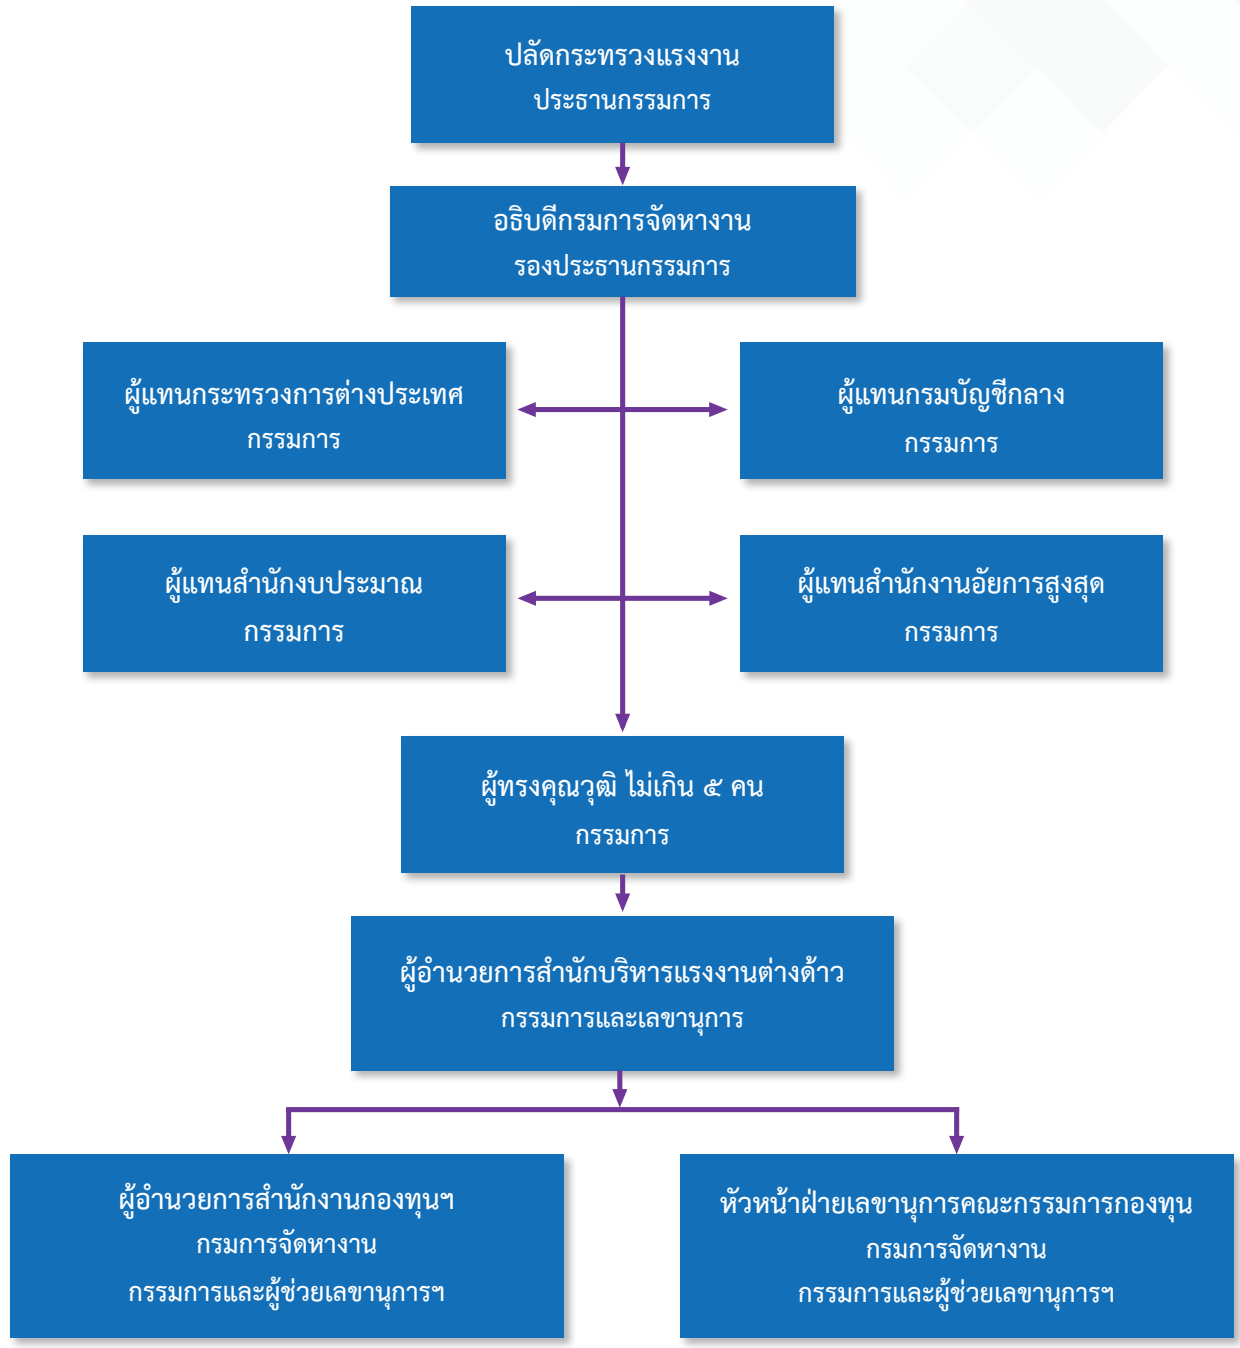 ปลัดกระทรวงแรงงาน
ประธานกรรมการ
อธิบดีกรมการจัดหางาน
รองประธานกรรมการ
ผู้แทนกระทรวงการต่างประเทศ
กรรมการ
ผู้แทนกรมบัญชีกลาง
กรรมการ
ผู้แทนสำนักงบประมาณ
กรรมการ
ผู้แทนสำนักงานอัยการสูงสุด
กรรมการ
ผู้ทรงคุณวุฒิ ไม่เกิน ๕ คน
กรรมการ
ผู้อำนวยการสำนักบริหารแรงงานต่างด้าว
กรรมการและเลขานุการ
ผู้อำนวยการสำนักงานกองทุนฯ
กรมการจัดหางาน
กรรมการและผู้ช่วยเลขานุการฯ
หัวหน้าฝ่ายเลขานุการคณะกรรมการกองทุน
กรมการจัดหางาน
กรรมการและผู้ช่วยเลขานุการฯ